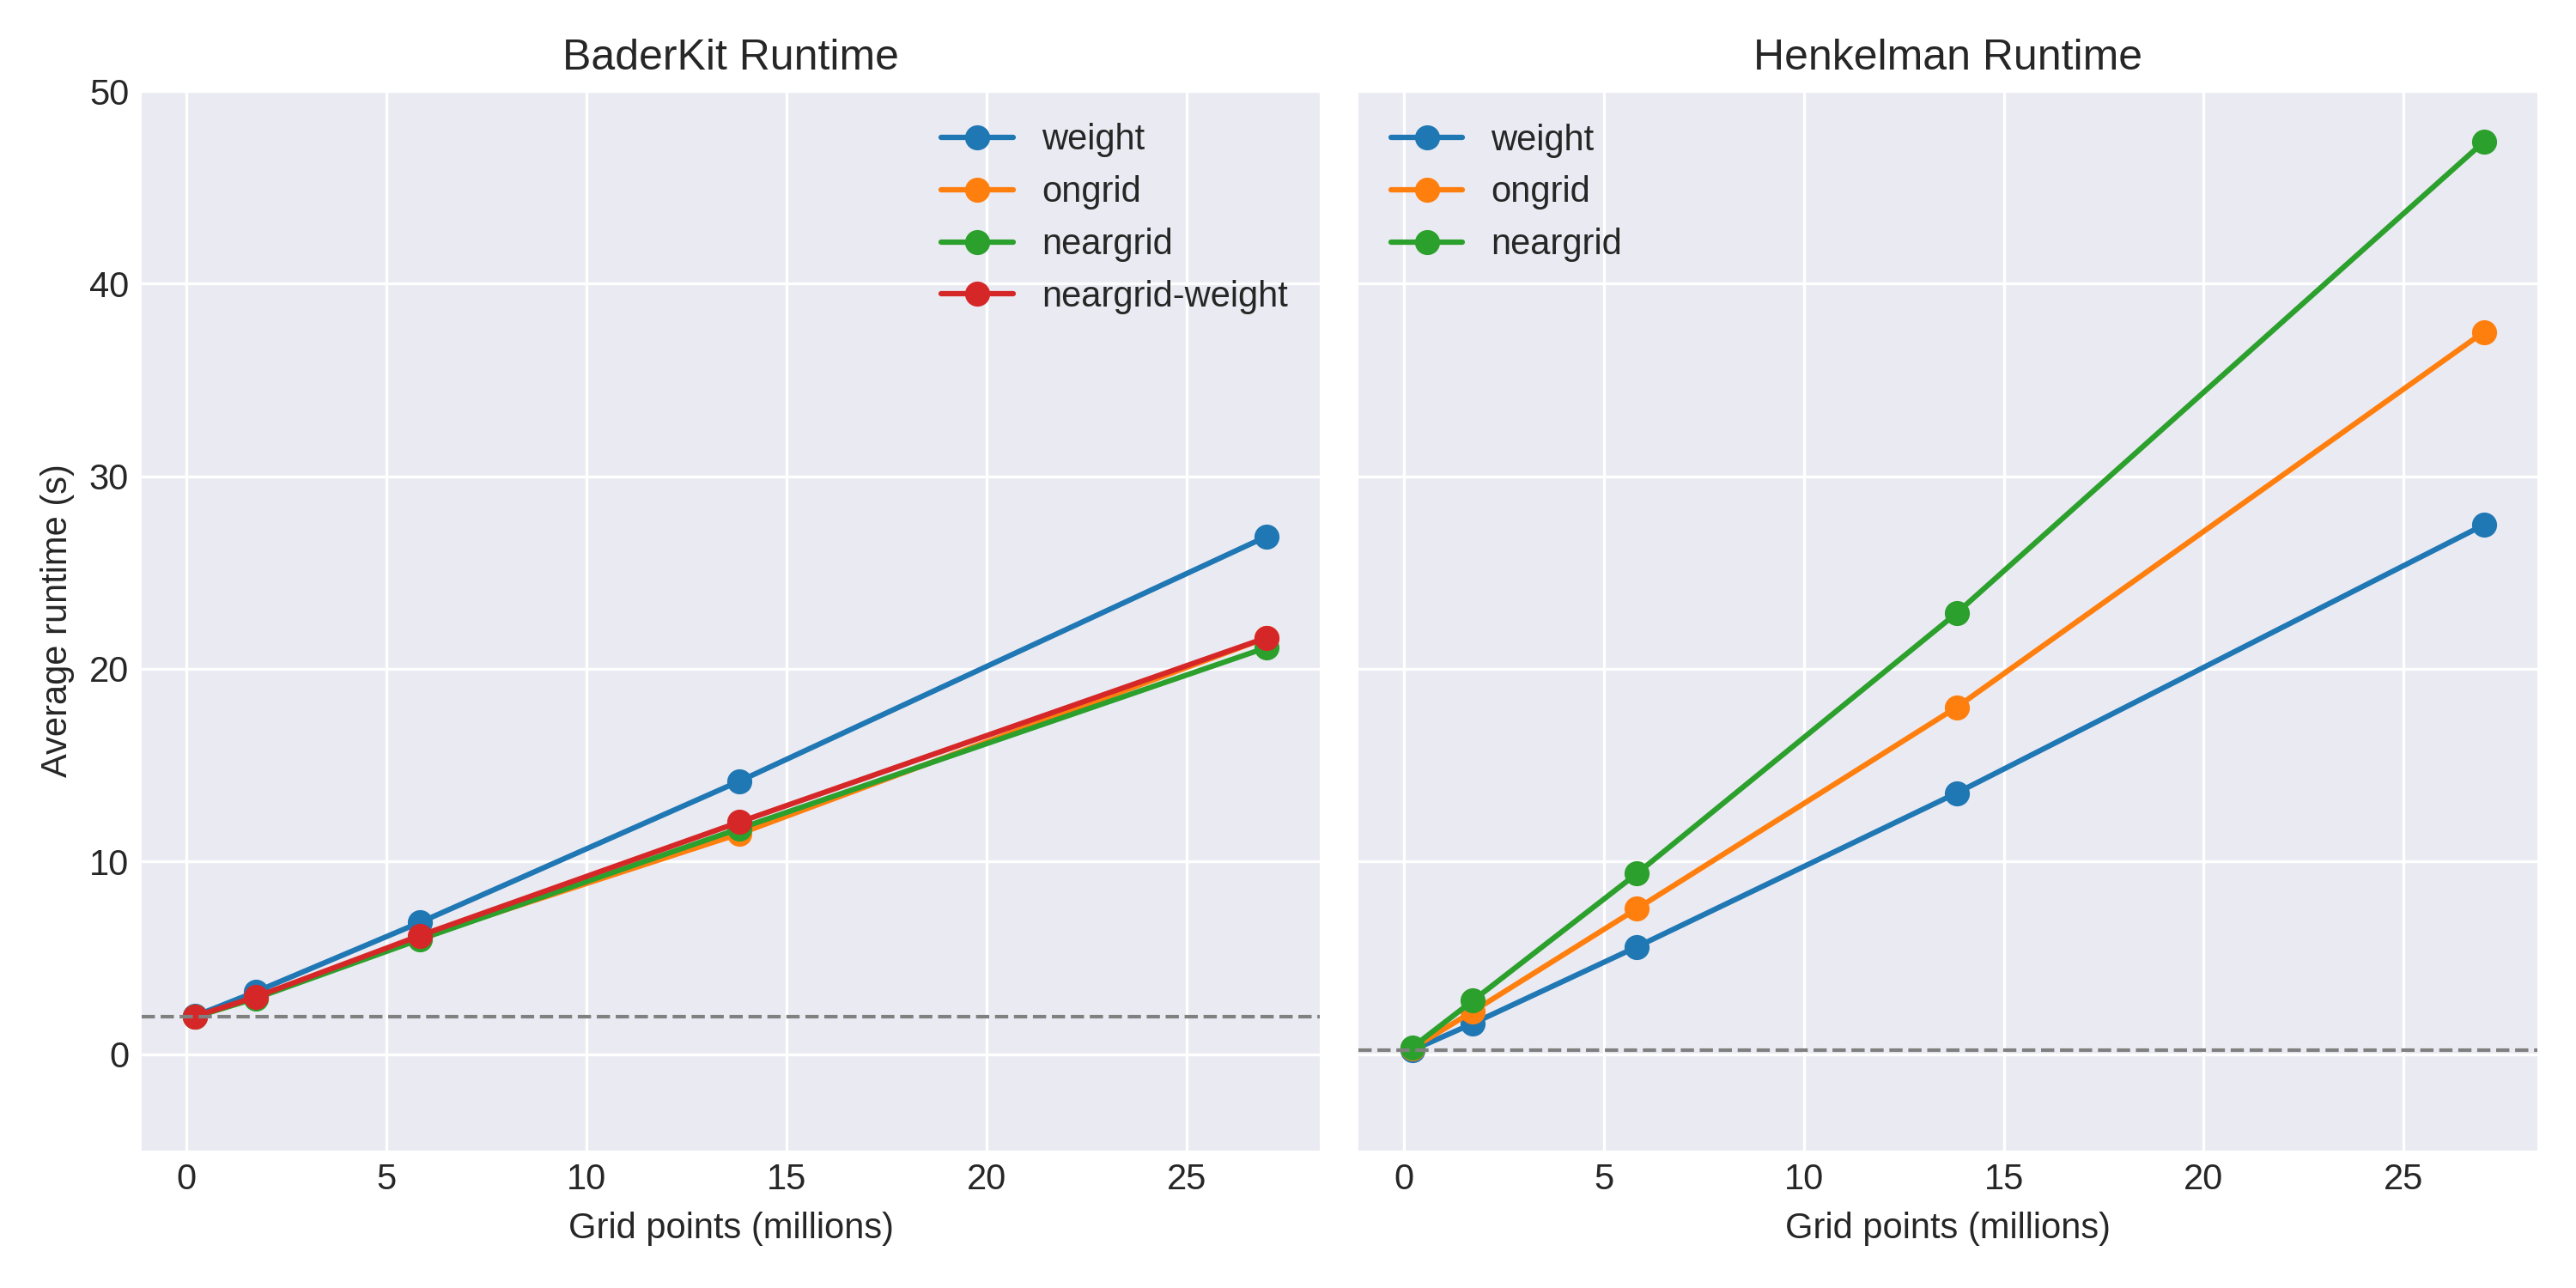 BaderKit Runtime
Henkelman Runtime
Average runtime (s)
50
40
30
20
10
0
weight
ongrid
neargrid
neargrid-weight
weight
ongrid
neargrid
0 5 10 15 20 25
0 5 10 15 20 25
Grid points (millions)
Grid points (millions)